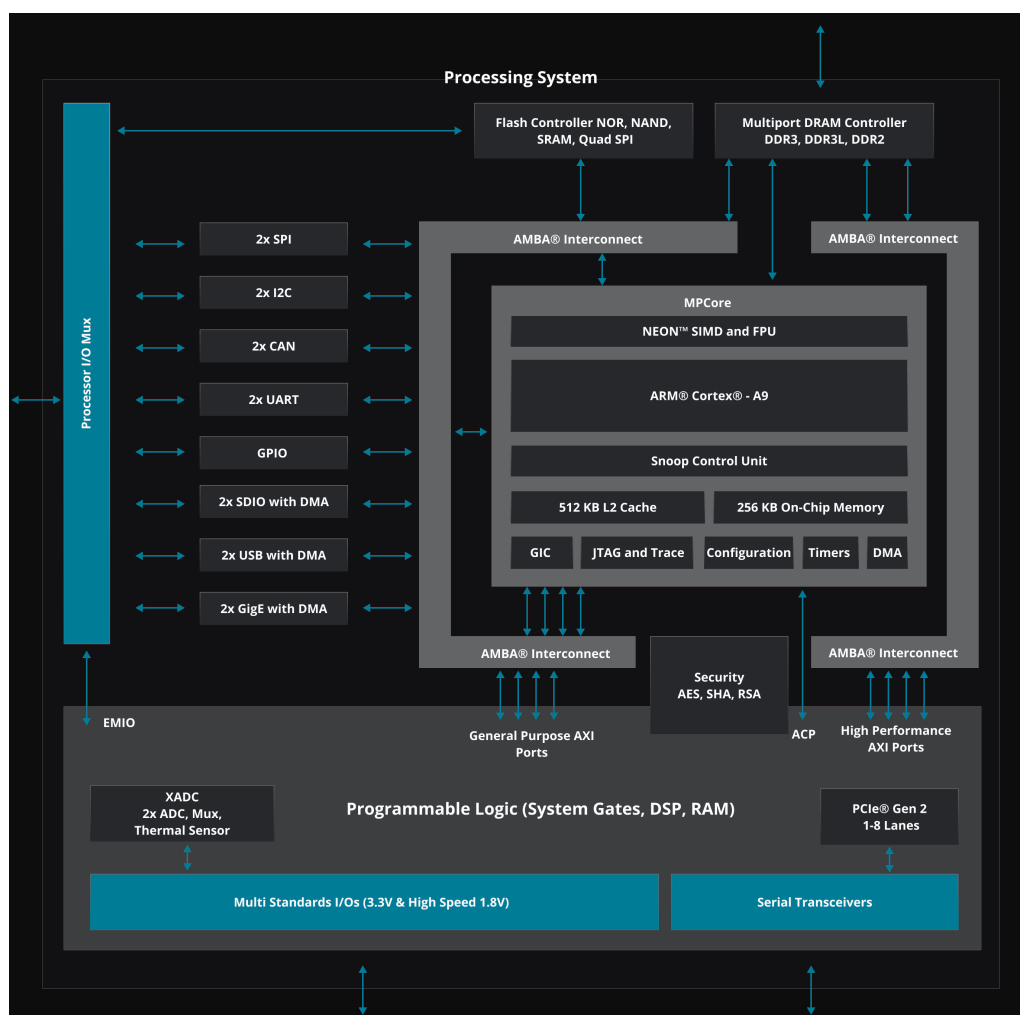 Processing System
Flash Controller NOR, NAND,
SRAM, Quad SPI
Multiport DRAM Controller
DDR3, DDR3L, DDR2
Processor I/O Mux
2x SPI
2x I2C
2x CAN
2x UART
GPIO
2x SDIO with DMA
2x USB with DMA
2x GigE with DMA
AMBA® Interconnect
AMBA® Interconnect
MPCore
NEON™ SIMD and FPU
ARM® Cortex® - A9
Snoop Control Unit
512 KB L2 Cache
256 KB On-Chip Memory
GIC
JTAG and Trace
Configuration
Timers
DMA
AMBA® Interconnect
AMBA® Interconnect
Security
AES, SHA, RSA
EMIO
General Purpose AXI
Ports
ACP
High Performance
AXI Ports
XADC
2x ADC, Mux,
Thermal Sensor
Programmable Logic (System Gates, DSP, RAM)
PCIe® Gen 2
1-8 Lanes
Multi Standards I/Os (3.3V & High Speed 1.8V)
Serial Transceivers